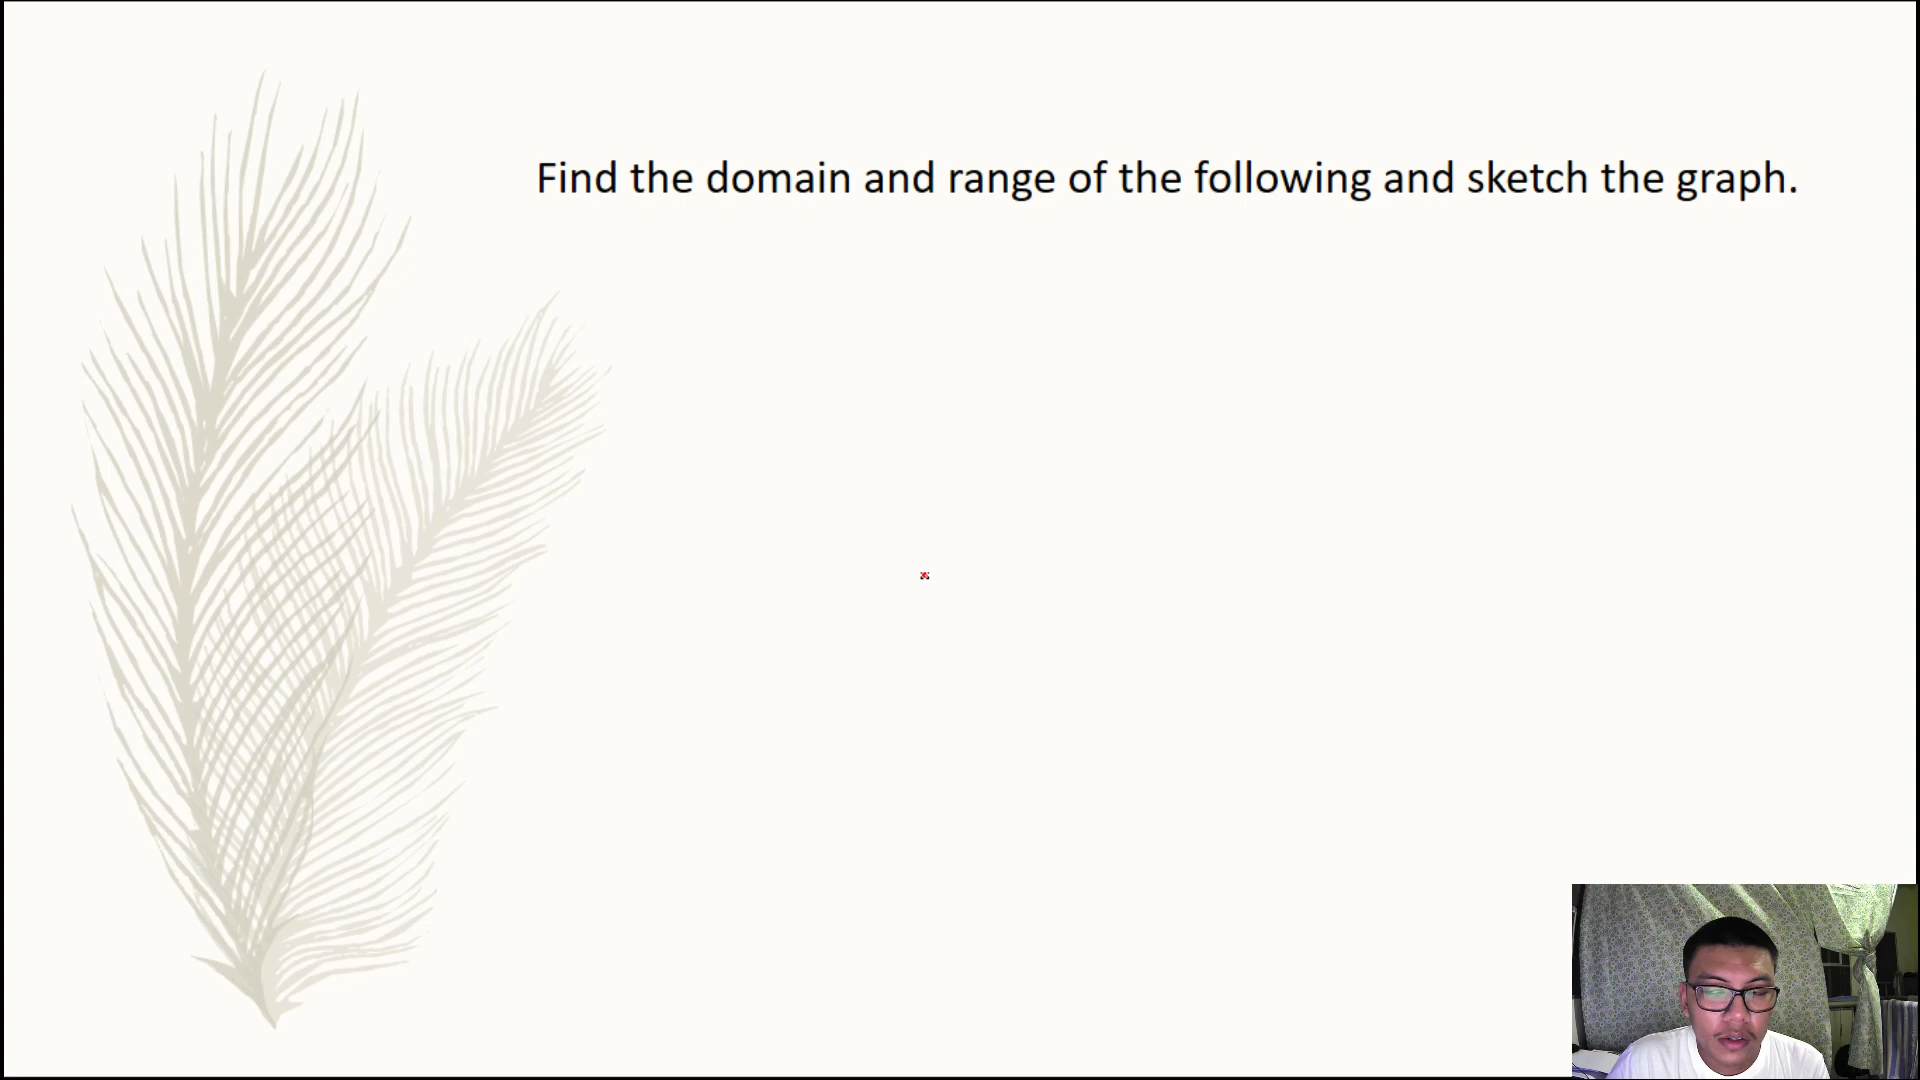 Find the domain and range of the following and sketch the graph.